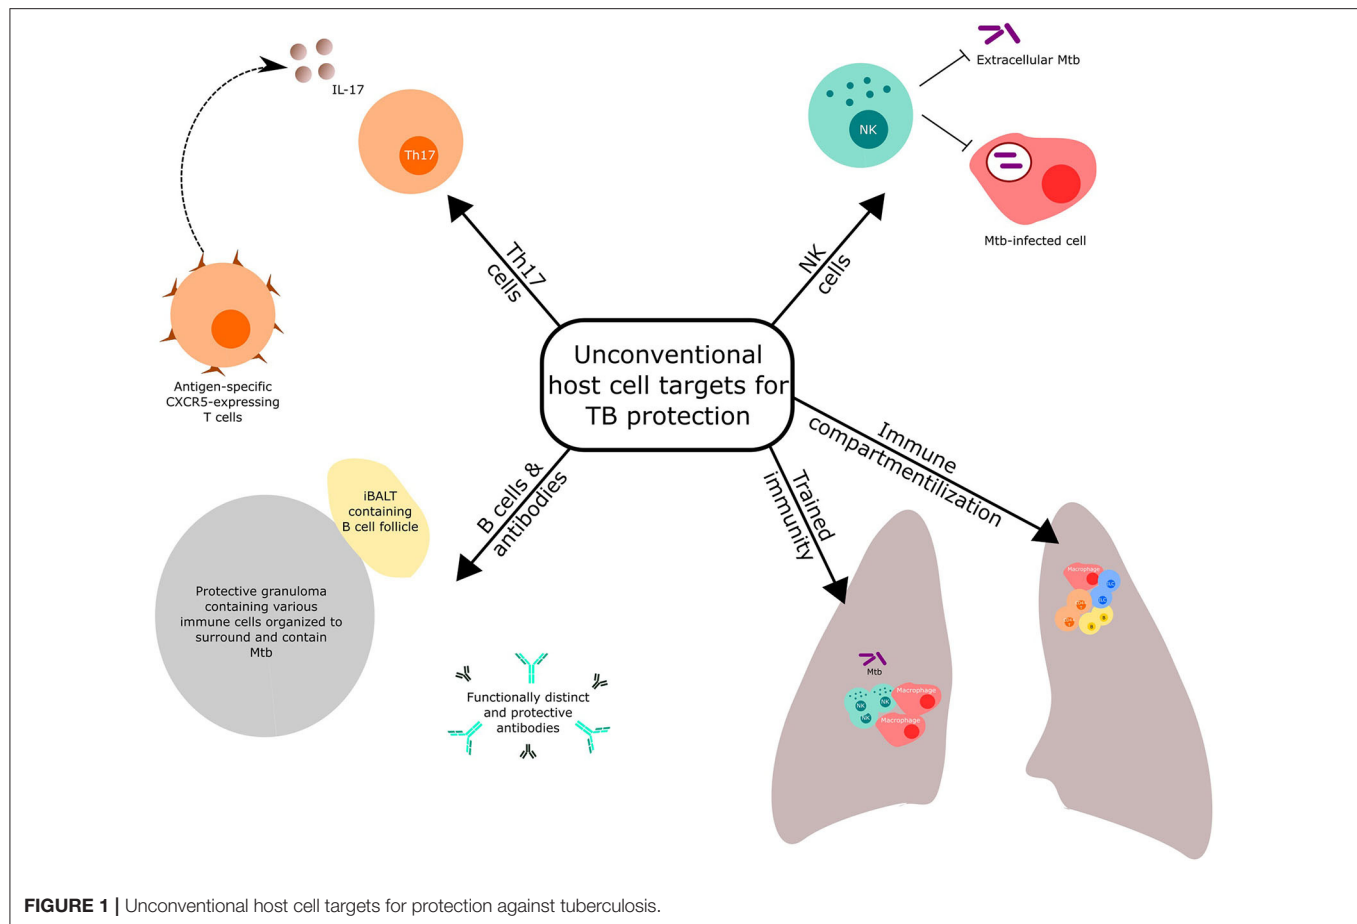 IL-17
Th17
Antigen-specific
CXCR5-expressing
T cells
Th17
cells
NK
Extracellular Mtb
Mtb-infected cell
NK
cells
Unconventional
host cell targets for
TB protection
B cells &
antibodies
Trained
immunity
Immune
compartmentilization
iBALT
containing
B cell follicle
Protective granuloma
containing various
immune cells organized to
surround and contain
Mtb
Functionally distinct
and protective
antibodies
Mtb
NK
NK
NK
Macrophage
Macrophage
Macrophage
B
B
FIGURE 1 | Unconventional host cell targets for protection against tuberculosis.